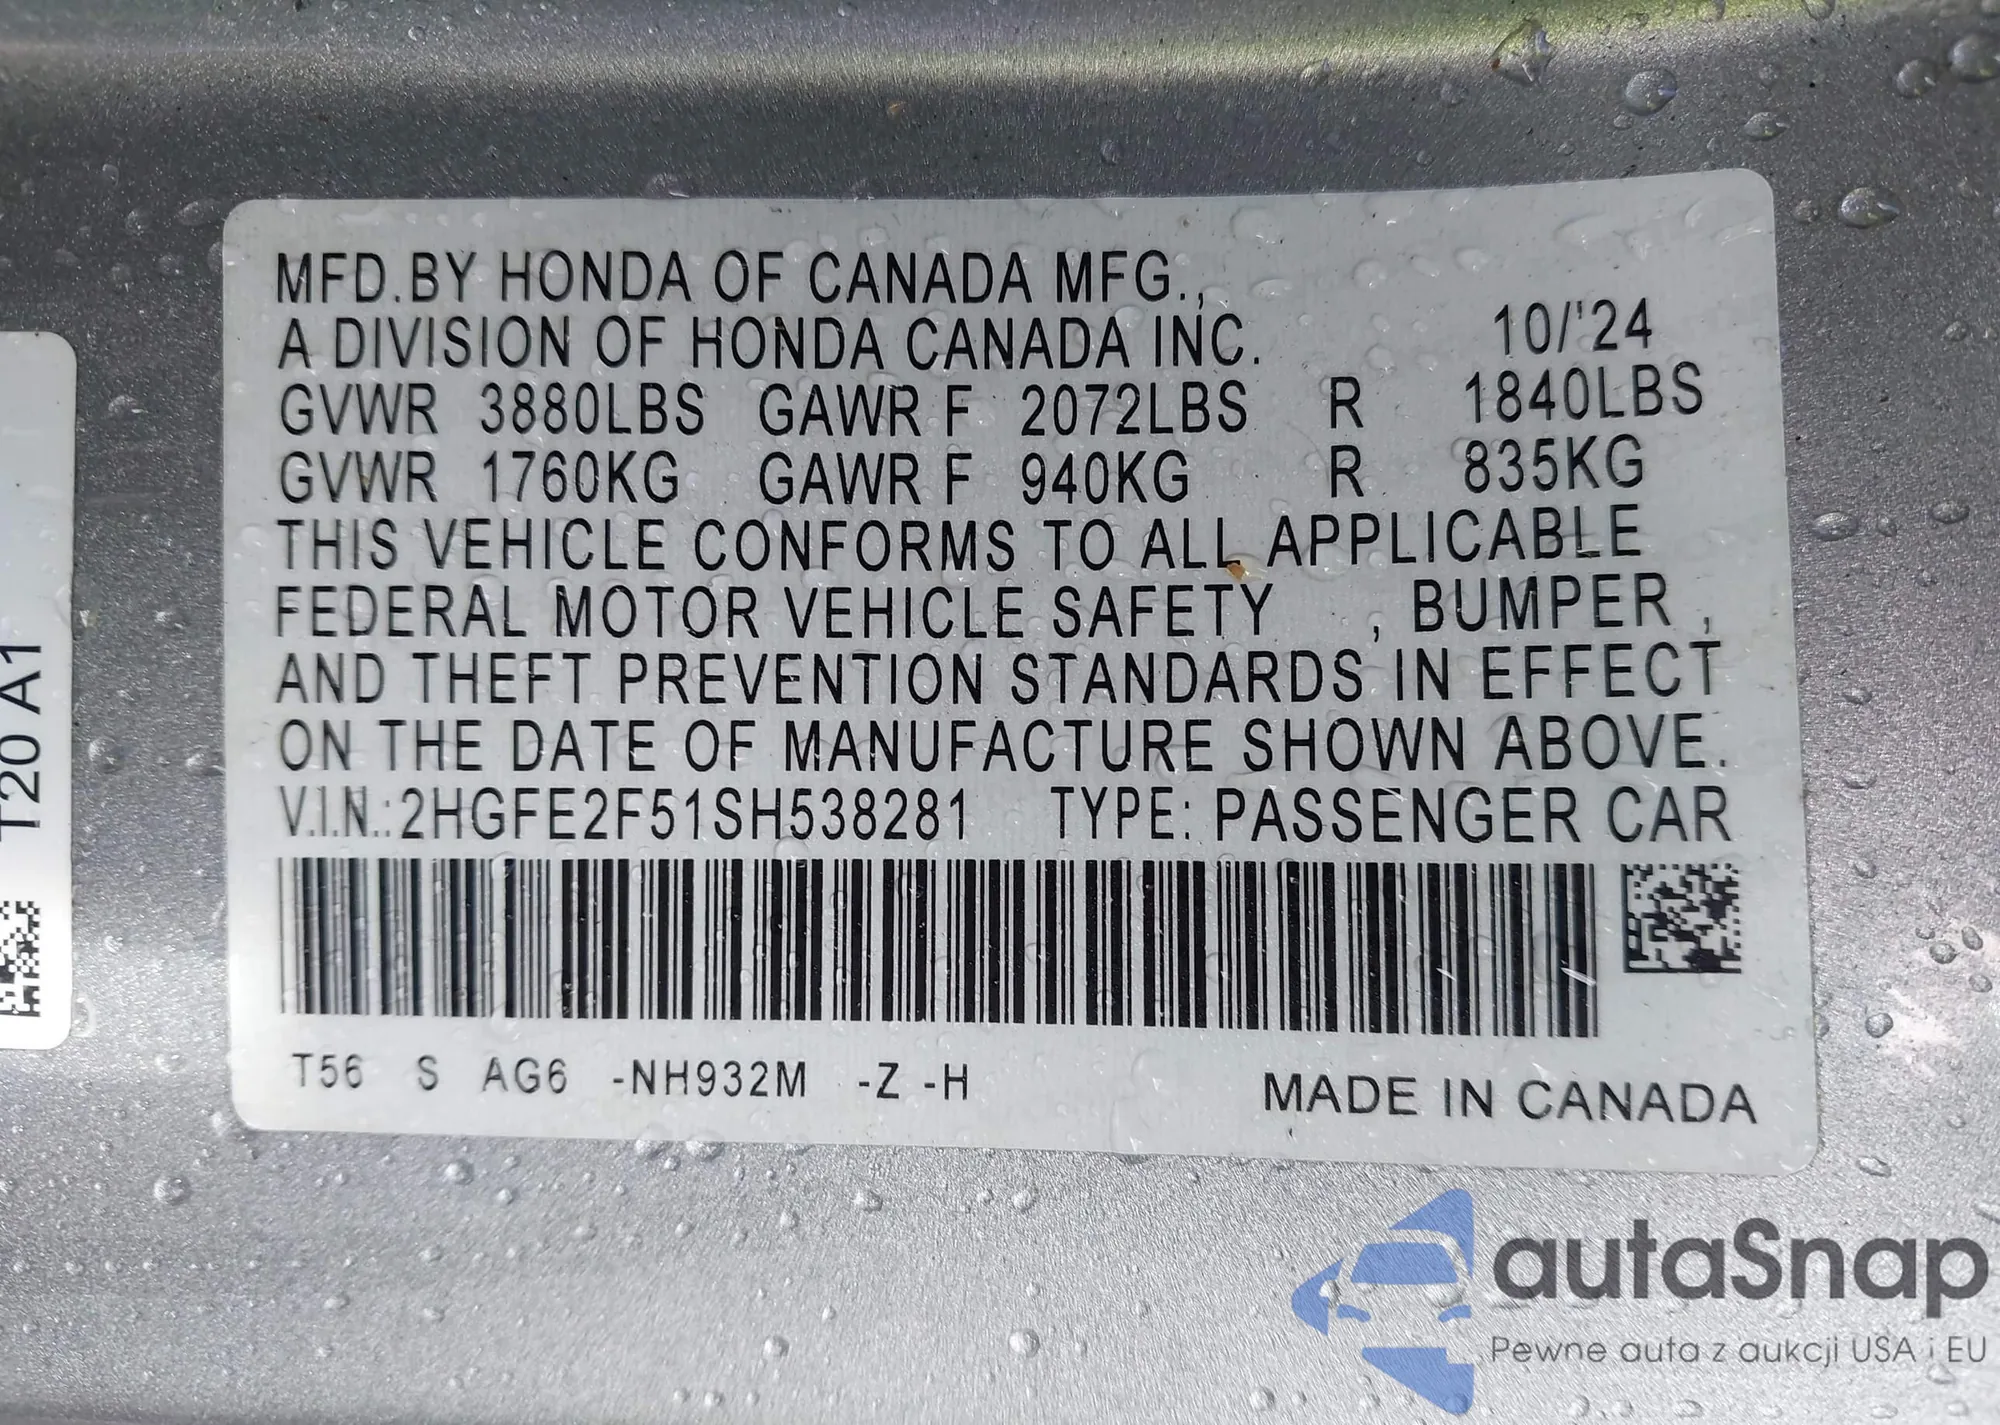 MFD.BY HONDA OF CANADA MFG.,
A DIVISION OF HONDA CANADA INC. 10/'24
GVWR 3880LBS GAWR F 2072LBS R 1840LBS
GVWR 1760KG GAWR F 940KG R 835KG
THIS VEHICLE CONFORMS TO ALL APPLICABLE
FEDERAL MOTOR VEHICLE SAFETY , BUMPER ,
AND THEFT PREVENTION STANDARDS IN EFFECT
ON THE DATE OF MANUFACTURE SHOWN ABOVE.
V.I.N.:2HGFE2F51SH538281 TYPE: PASSENGER CAR
T56 S AG6 -NH932M -Z -H
MADE IN CANADA
T20 A1
autaSnap
Pewne auta z aukcji USA i EU